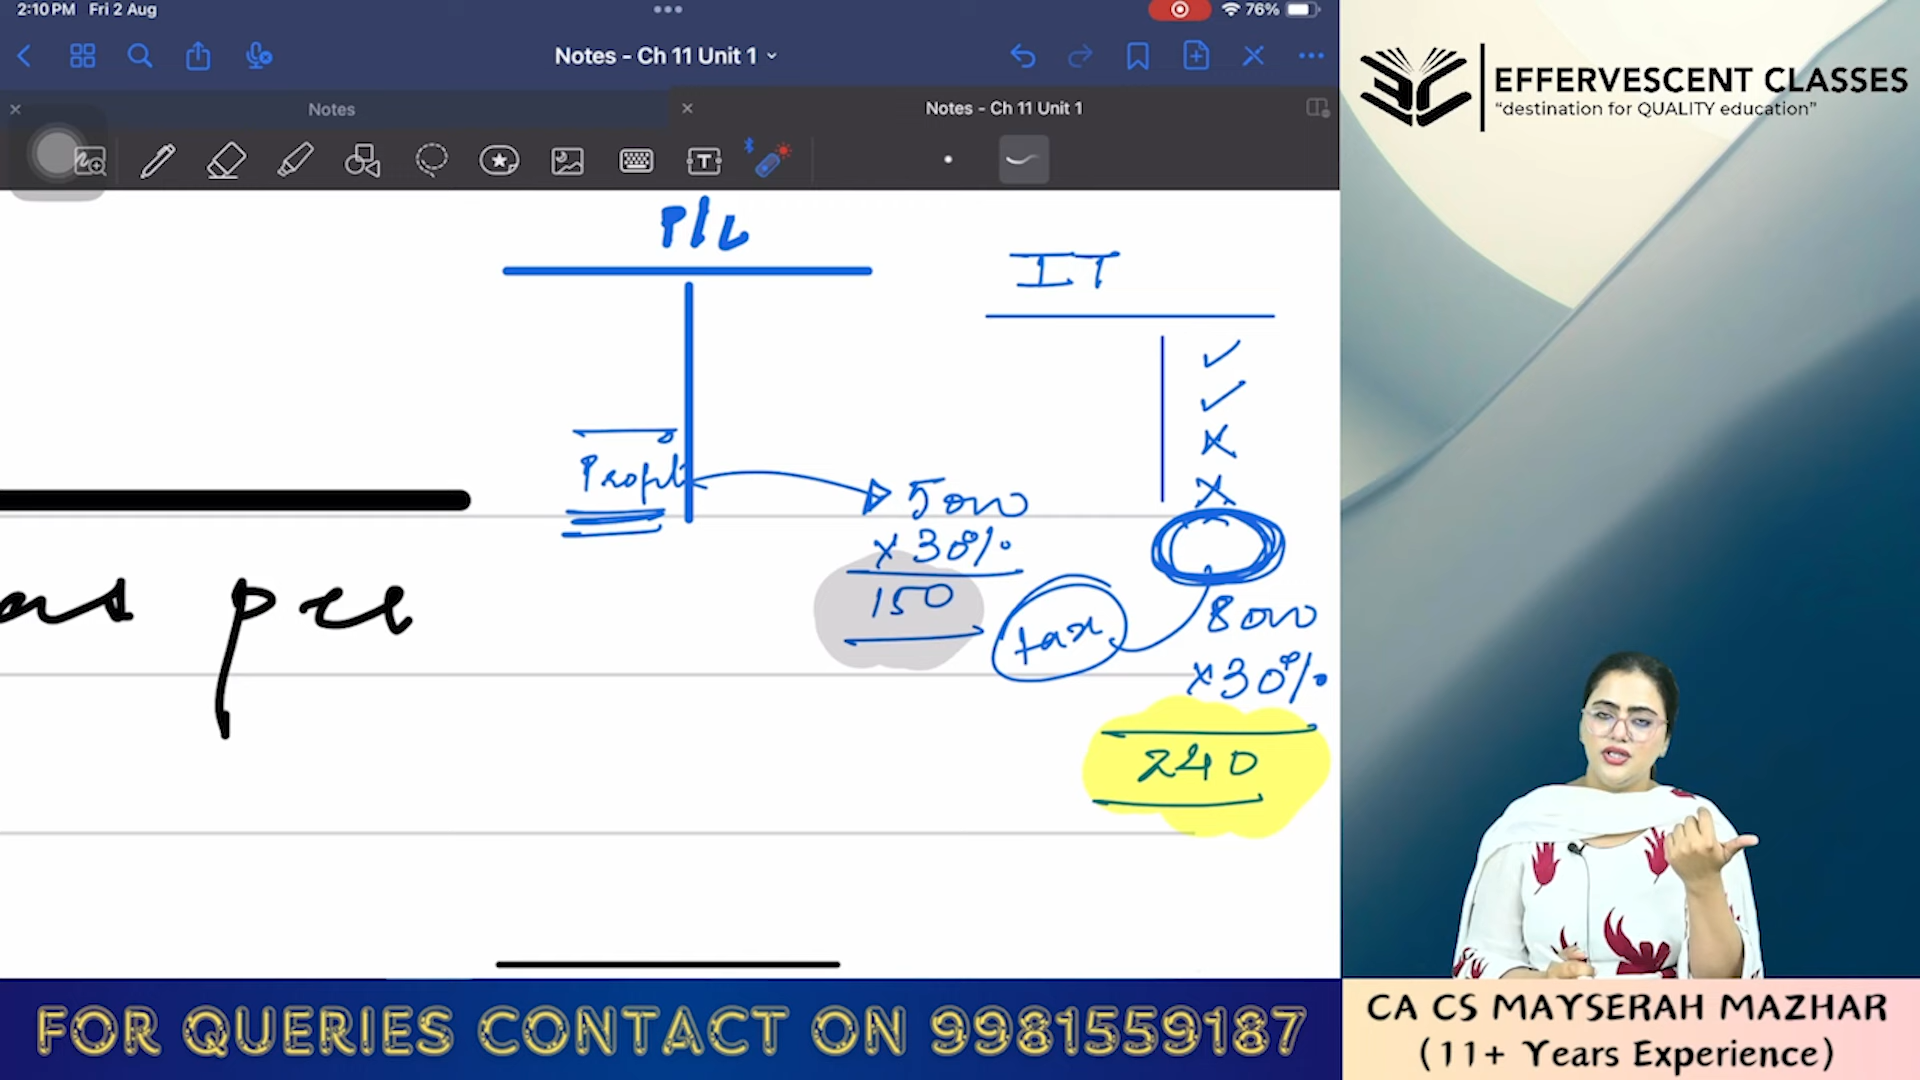 2:10 PM Fri 2 Aug
76%
Notes - Ch 11 Unit 1
Notes
Notes - Ch 11 Unit 1
T
EFFERVESCENT CLASSES
"destination for QUALITY education"
P/L
IT
✓
✓
x
x
Profit
500
x 30%
150
tax
800
x 30%
240
as per
FOR QUERIES CONTACT ON 9981559187
CA CS MAYSERAH MAZHAR
(11+ Years Experience)